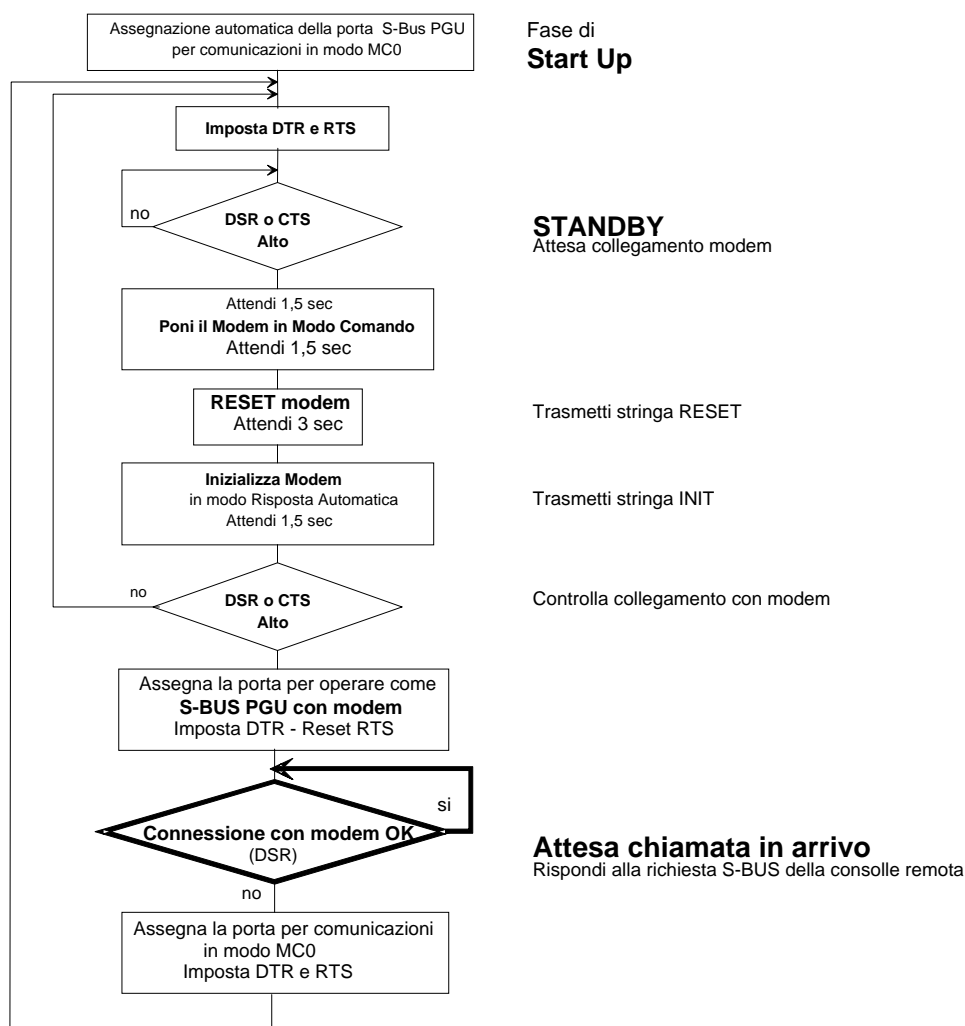 Assegnazione automatica della porta S-Bus PGU
per comunicazioni in modo MC0
Fase di
Start Up
Imposta DTR e RTS
no
DSR o CTS
Alto
STANDBY
Attesa collegamento modem
Attendi 1,5 sec
Poni il Modem in Modo Comando
Attendi 1,5 sec
RESET modem
Attendi 3 sec
Trasmetti stringa RESET
Inizializza Modem
in modo Risposta Automatica
Attendi 1,5 sec
Trasmetti stringa INIT
no
DSR o CTS
Alto
Controlla collegamento con modem
Assegna la porta per operare come
S-BUS PGU con modem
Imposta DTR - Reset RTS
si
Connessione con modem OK
(DSR)
Attesa chiamata in arrivo
Rispondi alla richiesta S-BUS della consolle remota
no
Assegna la porta per comunicazioni
in modo MC0
Imposta DTR e RTS